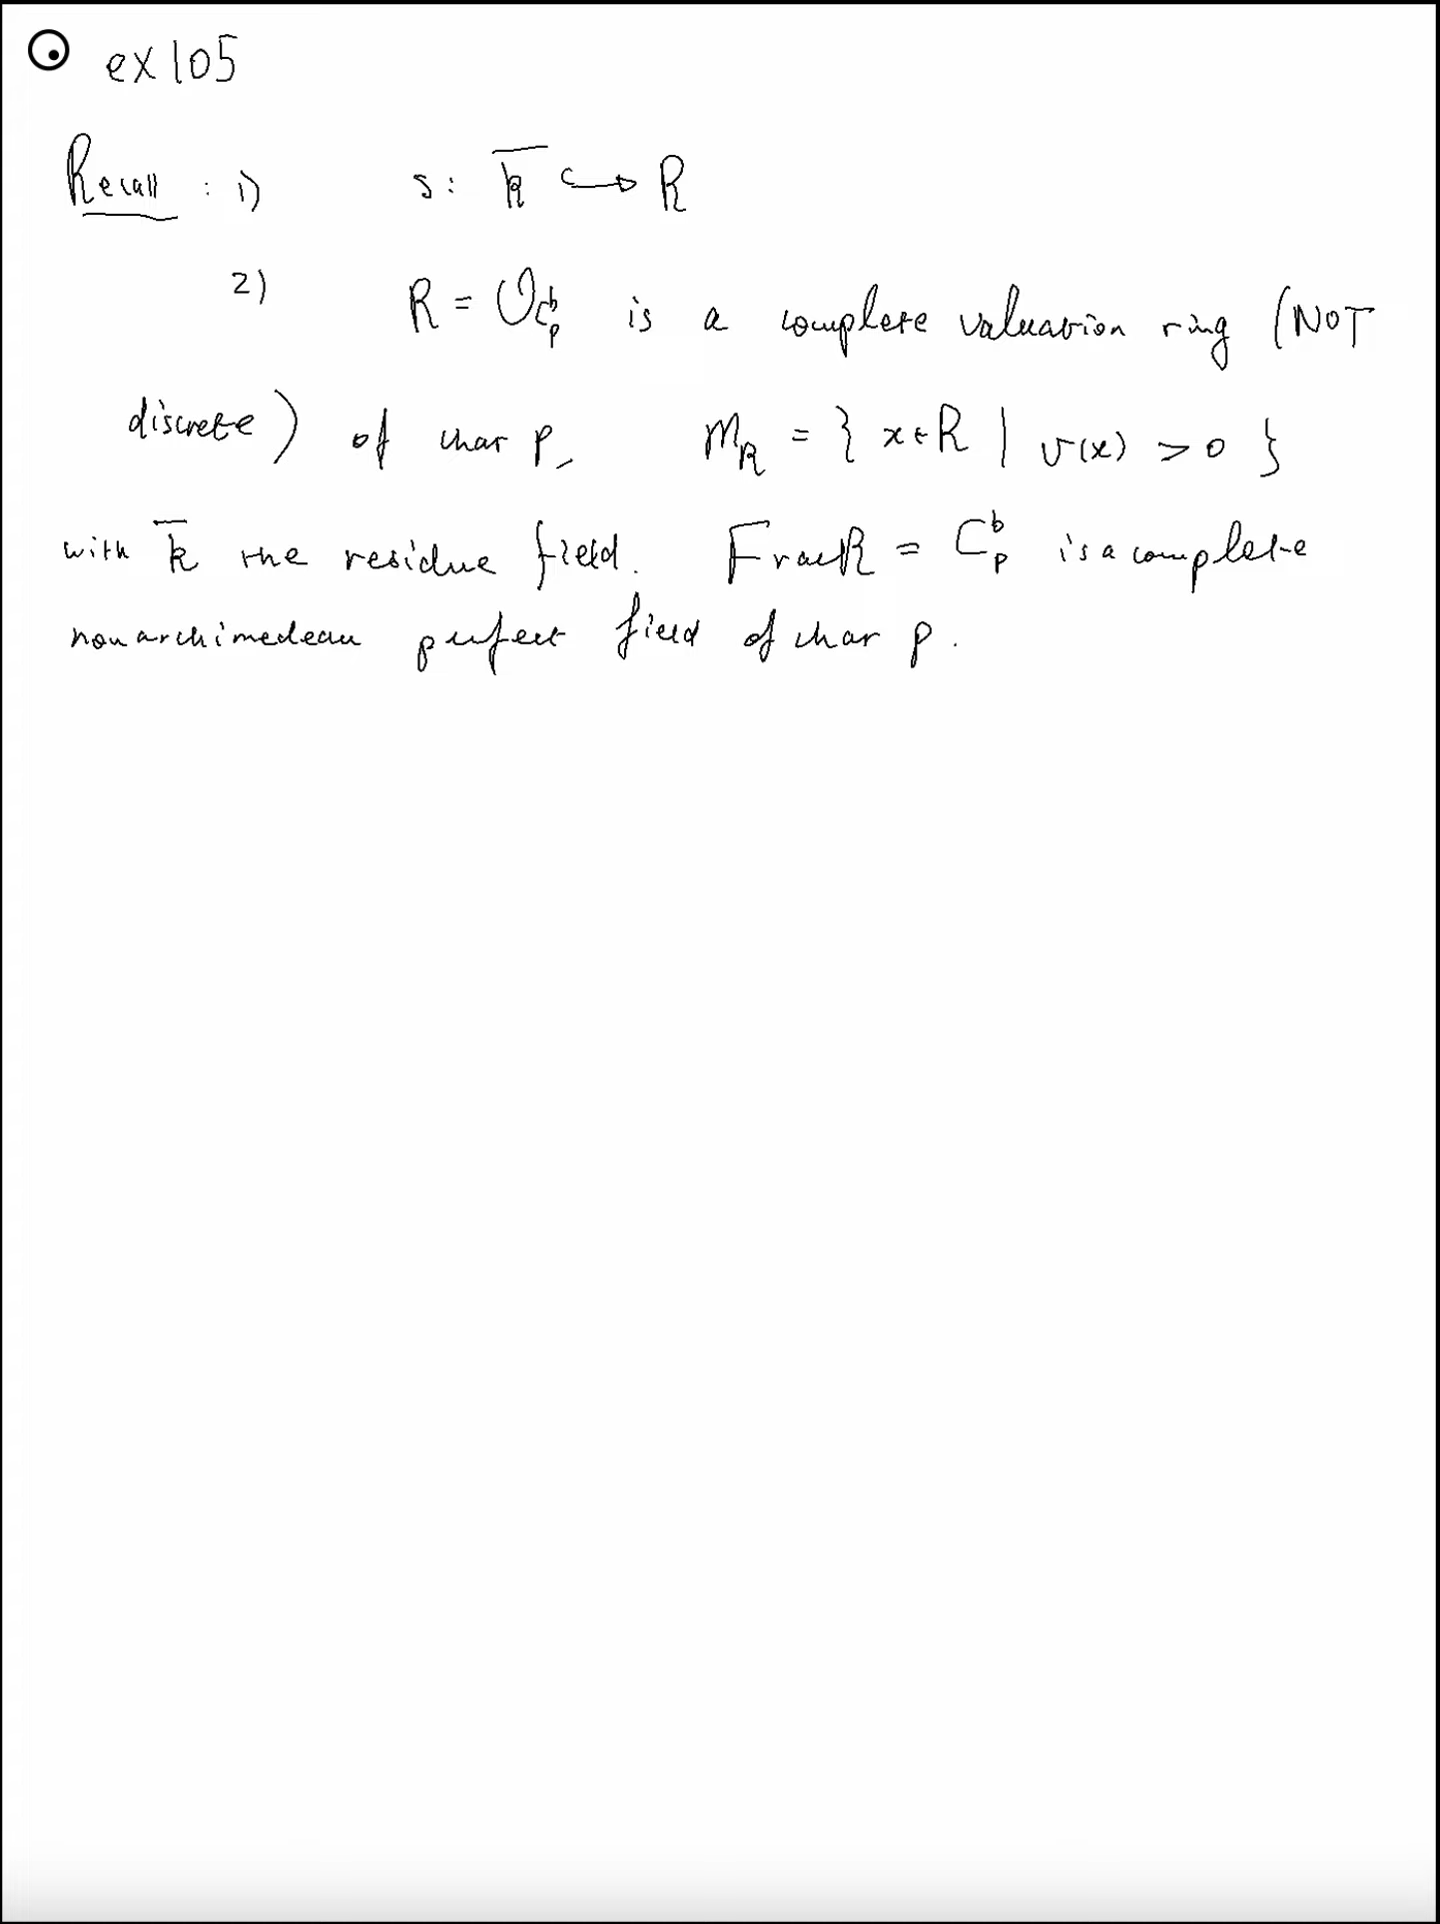 ex 105
Recall : 1) s: k̄ ↪ R
2) R = O_{C_p^♭} is a complete valuation ring (NOT
discrete) of char p, m_R = { x ∈ R | v(x) > 0 }
with k̄ the residue field. Frac R = C_p^♭ is a complete
nonarchimedean perfect field of char p.